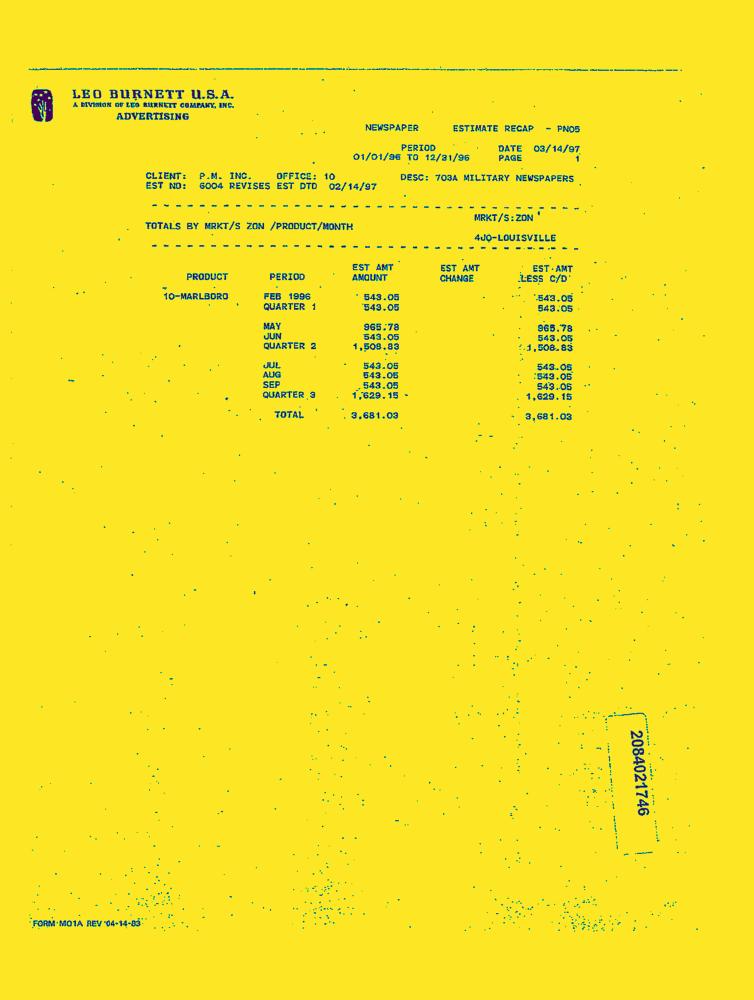 LEO BURNETT U.S.A.
A DIVISION OF LEO BURNETT COMPANY, INC.
ADVERTISING
NEWSPAPER ESTIMATE RECAP - PN05
PERIOD DATE 03/14/97
01/01/96 TO 12/31/96 PAGE 1
CLIENT: P.M. INC. OFFICE: 10 DESC: 703A MILITARY NEWSPAPERS
EST NO: 6004 REVISES EST DTD 02/14/97
MRKT/S:ZON
TOTALS BY MRKT/S ZON /PRODUCT/MONTH
4JO-LOUISVILLE
EST AMT EST AMT EST AMT
PRODUCT PERIOD AMOUNT CHANGE LESS C/D
10-MARLBORO FEB 1996 543.05 543.05
QUARTER 1 543.05 543.05
MAY 965.78 965.78
JUN 543.05 543.05
QUARTER 2 1,508.83 1,508.83
JUL 543.05 543.05
AUG 543.05 543.05
SEP 543.05 543.05
QUARTER 3 1,629.15 1,629.15
TOTAL 3,681.03 3,681.03
2084021746
FORM MO1A REV 04-14-83